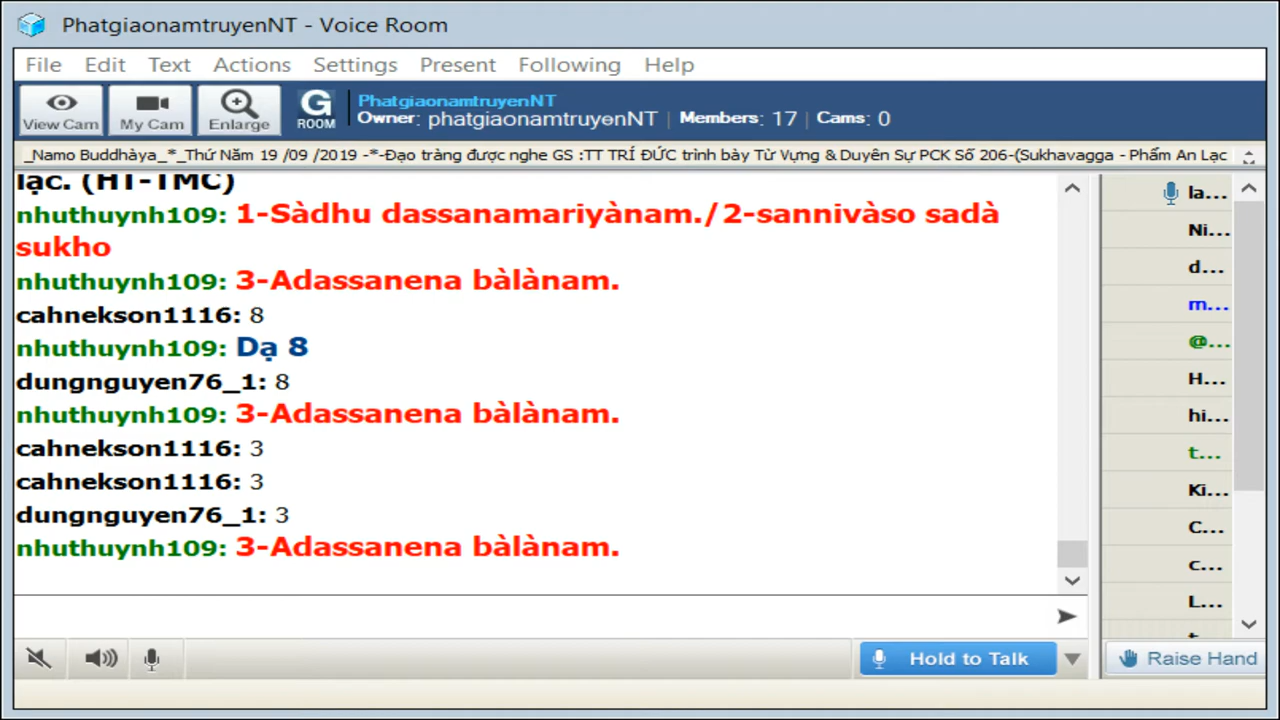 PhatgiaonamtruyenNT - Voice Room
File Edit Text Actions Settings Present Following Help
View Cam My Cam Enlarge G ROOM PhatgiaonamtruyenNT
Owner: phatgiaonamtruyenNT Members: 17 Cams: 0
_Namo Buddhàya_*_Thứ Năm 19 /09 /2019 -*-Đạo tràng được nghe GS :TT TRÍ ĐỨC trình bày Từ Vựng & Duyên Sự PCK Số 206-(Sukhavagga - Phẩm An Lạc
lạc. (HT-TMC)
nhuthuynh109: 1-Sàdhu dassanamariyànam./2-sannivàso sadà
sukho
nhuthuynh109: 3-Adassanena bàlànam.
cahnekson1116: 8
nhuthuynh109: Dạ 8
dungnguyen76_1: 8
nhuthuynh109: 3-Adassanena bàlànam.
cahnekson1116: 3
cahnekson1116: 3
dungnguyen76_1: 3
nhuthuynh109: 3-Adassanena bàlànam.
la...
Ni...
d...
m...
@...
H...
hi...
t...
Ki...
C...
c...
L...
Hold to Talk
Raise Hand